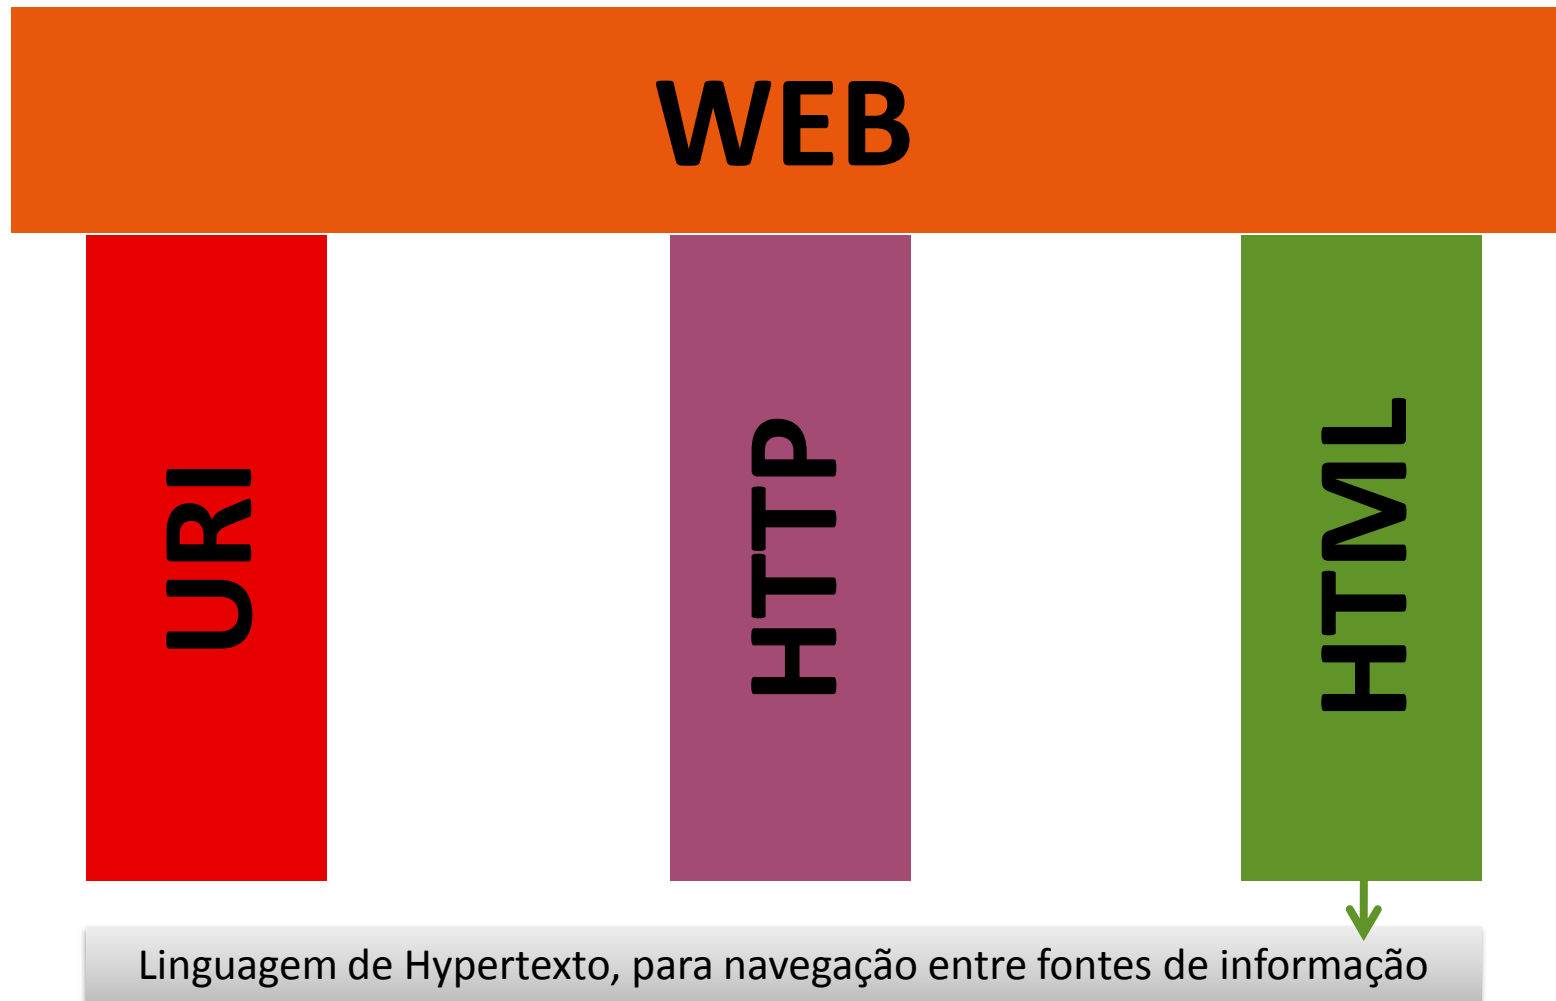 WEB
URI
HTTP
HTML
Linguagem de Hypertexto, para navegação entre fontes de informação